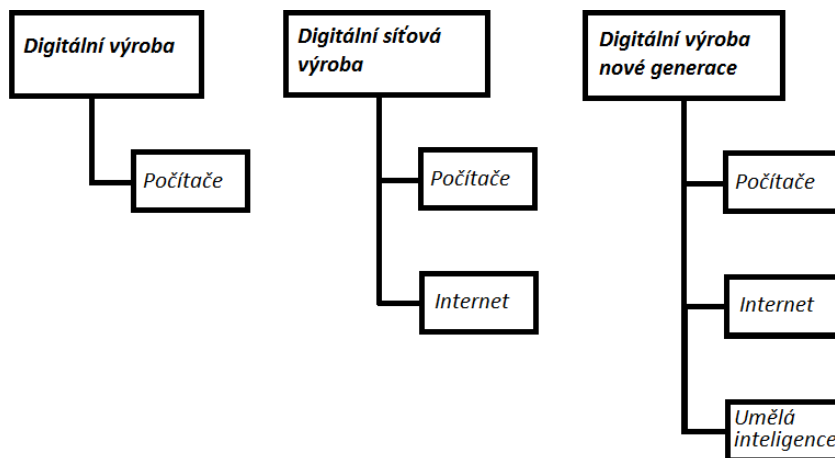 Digitální výroba
Počítače
Digitální síťová
výroba
Počítače
Internet
Digitální výroba
nové generace
Počítače
Internet
Umělá
inteligence